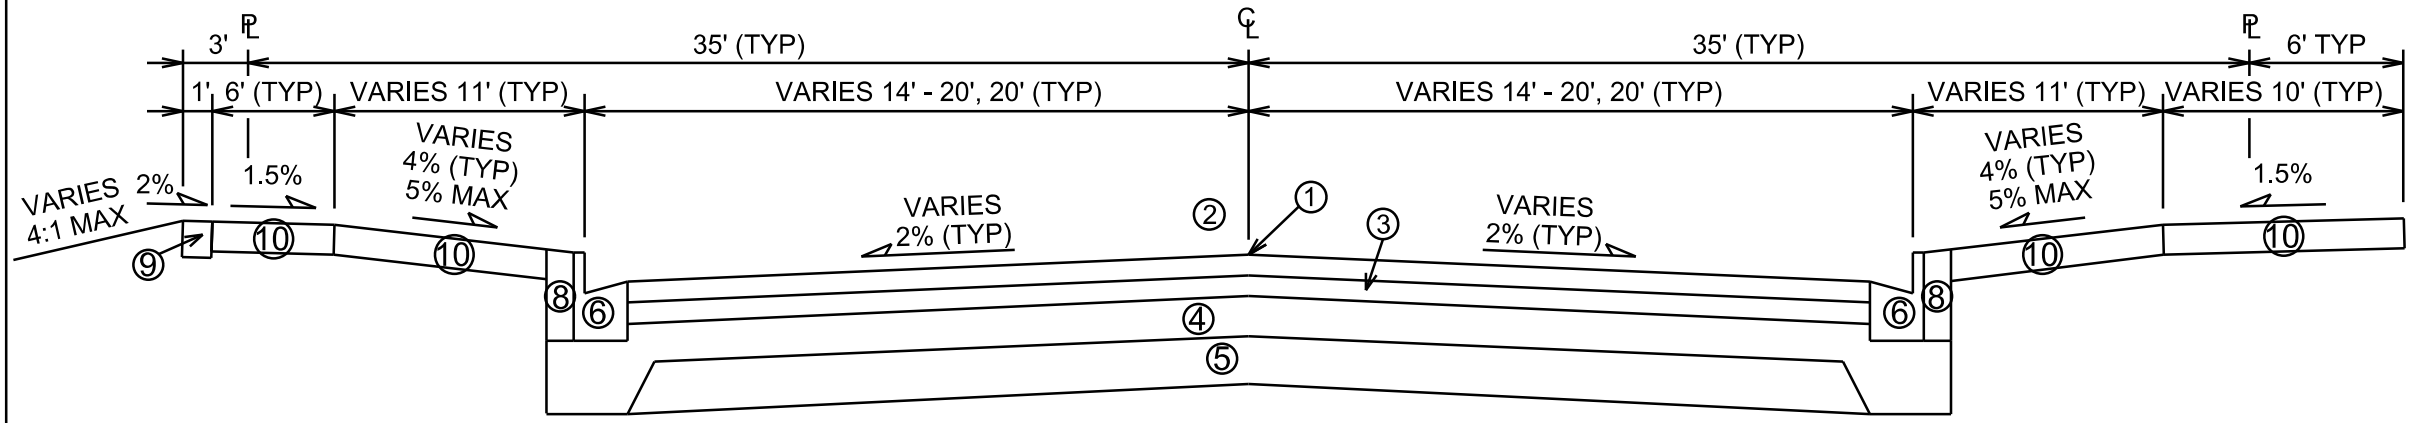 PL
CL
PL
3'
35' (TYP)
35' (TYP)
6' TYP
1'
6' (TYP)
VARIES 11' (TYP)
VARIES 14' - 20', 20' (TYP)
VARIES 14' - 20', 20' (TYP)
VARIES 11' (TYP)
VARIES 10' (TYP)
VARIES
4:1 MAX
2%
1.5%
VARIES
4% (TYP)
5% MAX
VARIES
2% (TYP)
2
1
3
VARIES
2% (TYP)
VARIES
4% (TYP)
5% MAX
1.5%
9
10
10
8
6
4
5
6
8
10
10